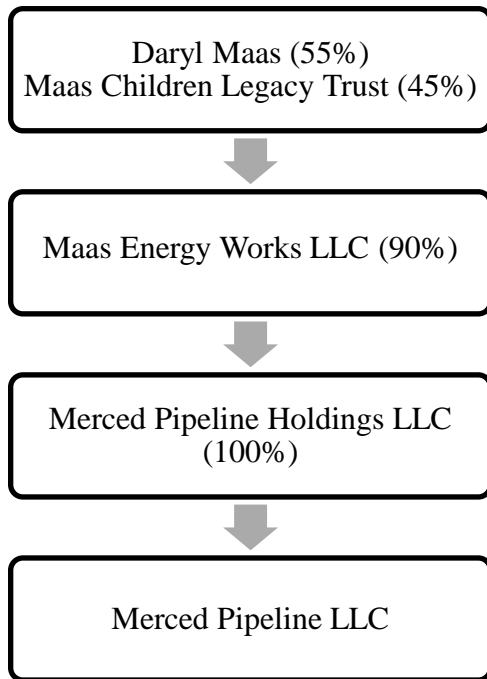 Daryl Maas (55%)
Maas Children Legacy Trust (45%)
Maas Energy Works LLC (90%)
Merced Pipeline Holdings LLC
(100%)
Merced Pipeline LLC